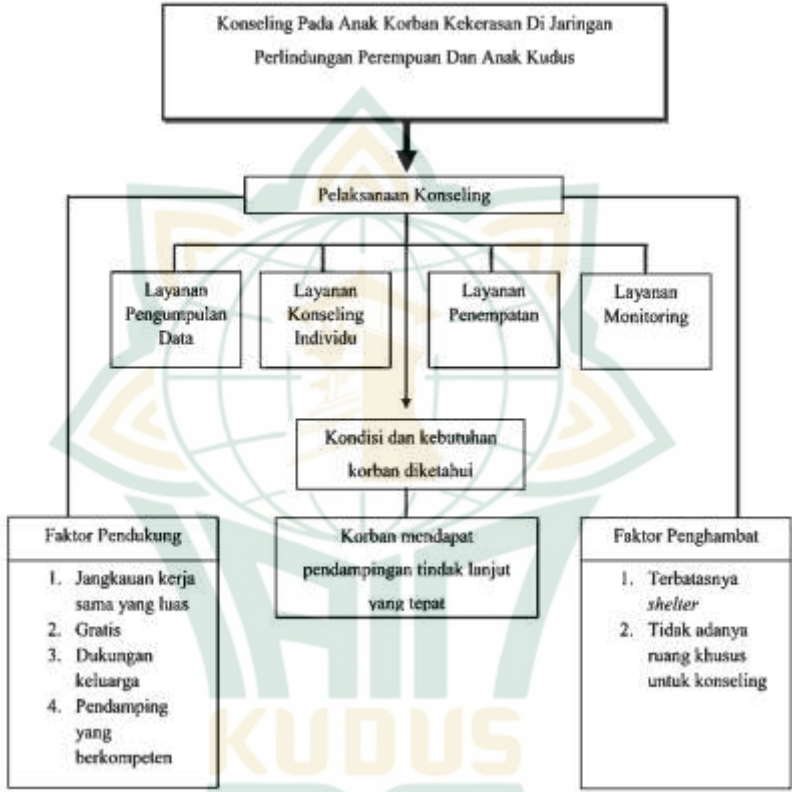 Konseling Pada Anak Korban Kekerasan Di Jaringan
Perlindungan Perempuan Dan Anak Kudus
Pelaksanaan Konseling
Layanan
Pengumpulan
Data
Layanan
Konseling
Individu
Layanan
Penempatan
Layanan
Monitoring
Kondisi dan kebutuhan
korban diketahui
Faktor Pendukung
1. Jangkauan kerja
sama yang luas
2. Gratis
3. Dukungan
keluarga
4. Pendamping
yang
berkompeten
Korban mendapat
pendampingan tindak lanjut
yang tepat
Faktor Penghambat
1. Terbatasnya
shelter
2. Tidak adanya
ruang khusus
untuk konseling
IAIN
KUDUS